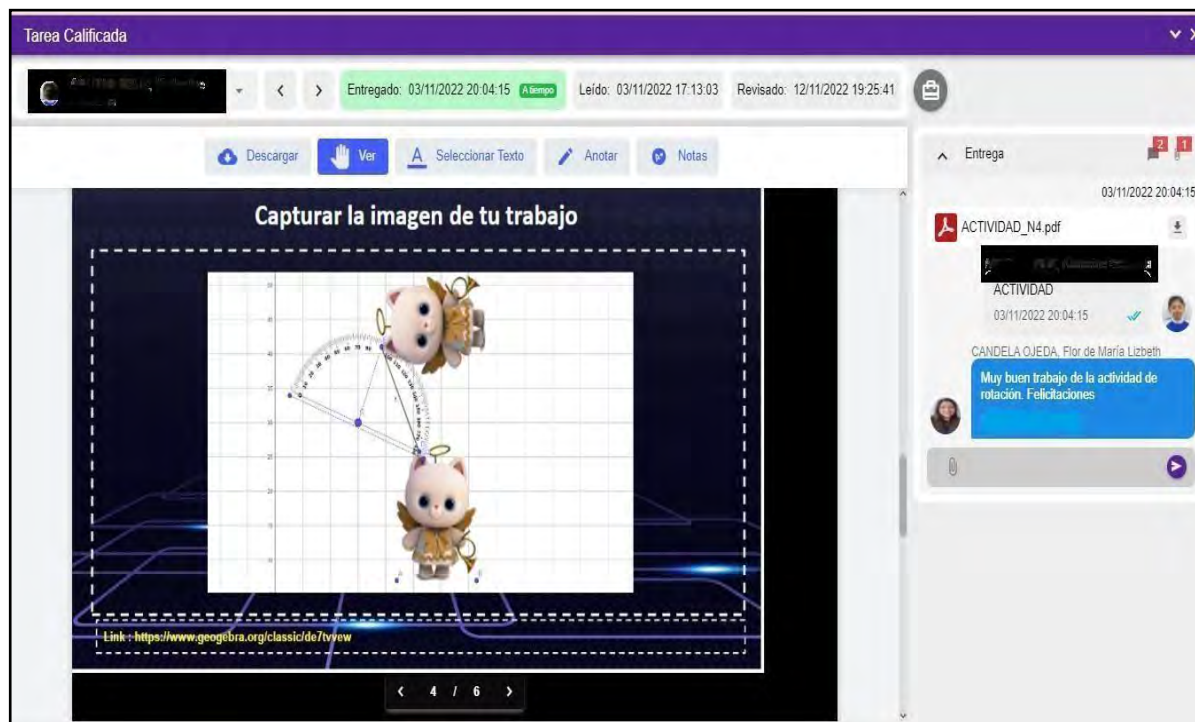 Tarea Calificada
Entregado: 03/11/2022 20:04:15 A tiempo
Leído: 03/11/2022 17:13:03
Revisado: 12/11/2022 19:25:41
Descargar
Ver
A Seleccionar Texto
Anotar
Notas
Capturar la imagen de tu trabajo
Link : https://www.geogebra.org/classic/de7tvvew
4 / 6
Entrega
2
1
03/11/2022 20:04:15
ACTIVIDAD_N4.pdf
ACTIVIDAD
03/11/2022 20:04:15
CANDELA OJEDA, Flor de María Lizbeth
Muy buen trabajo de la actividad de
rotación. Felicitaciones